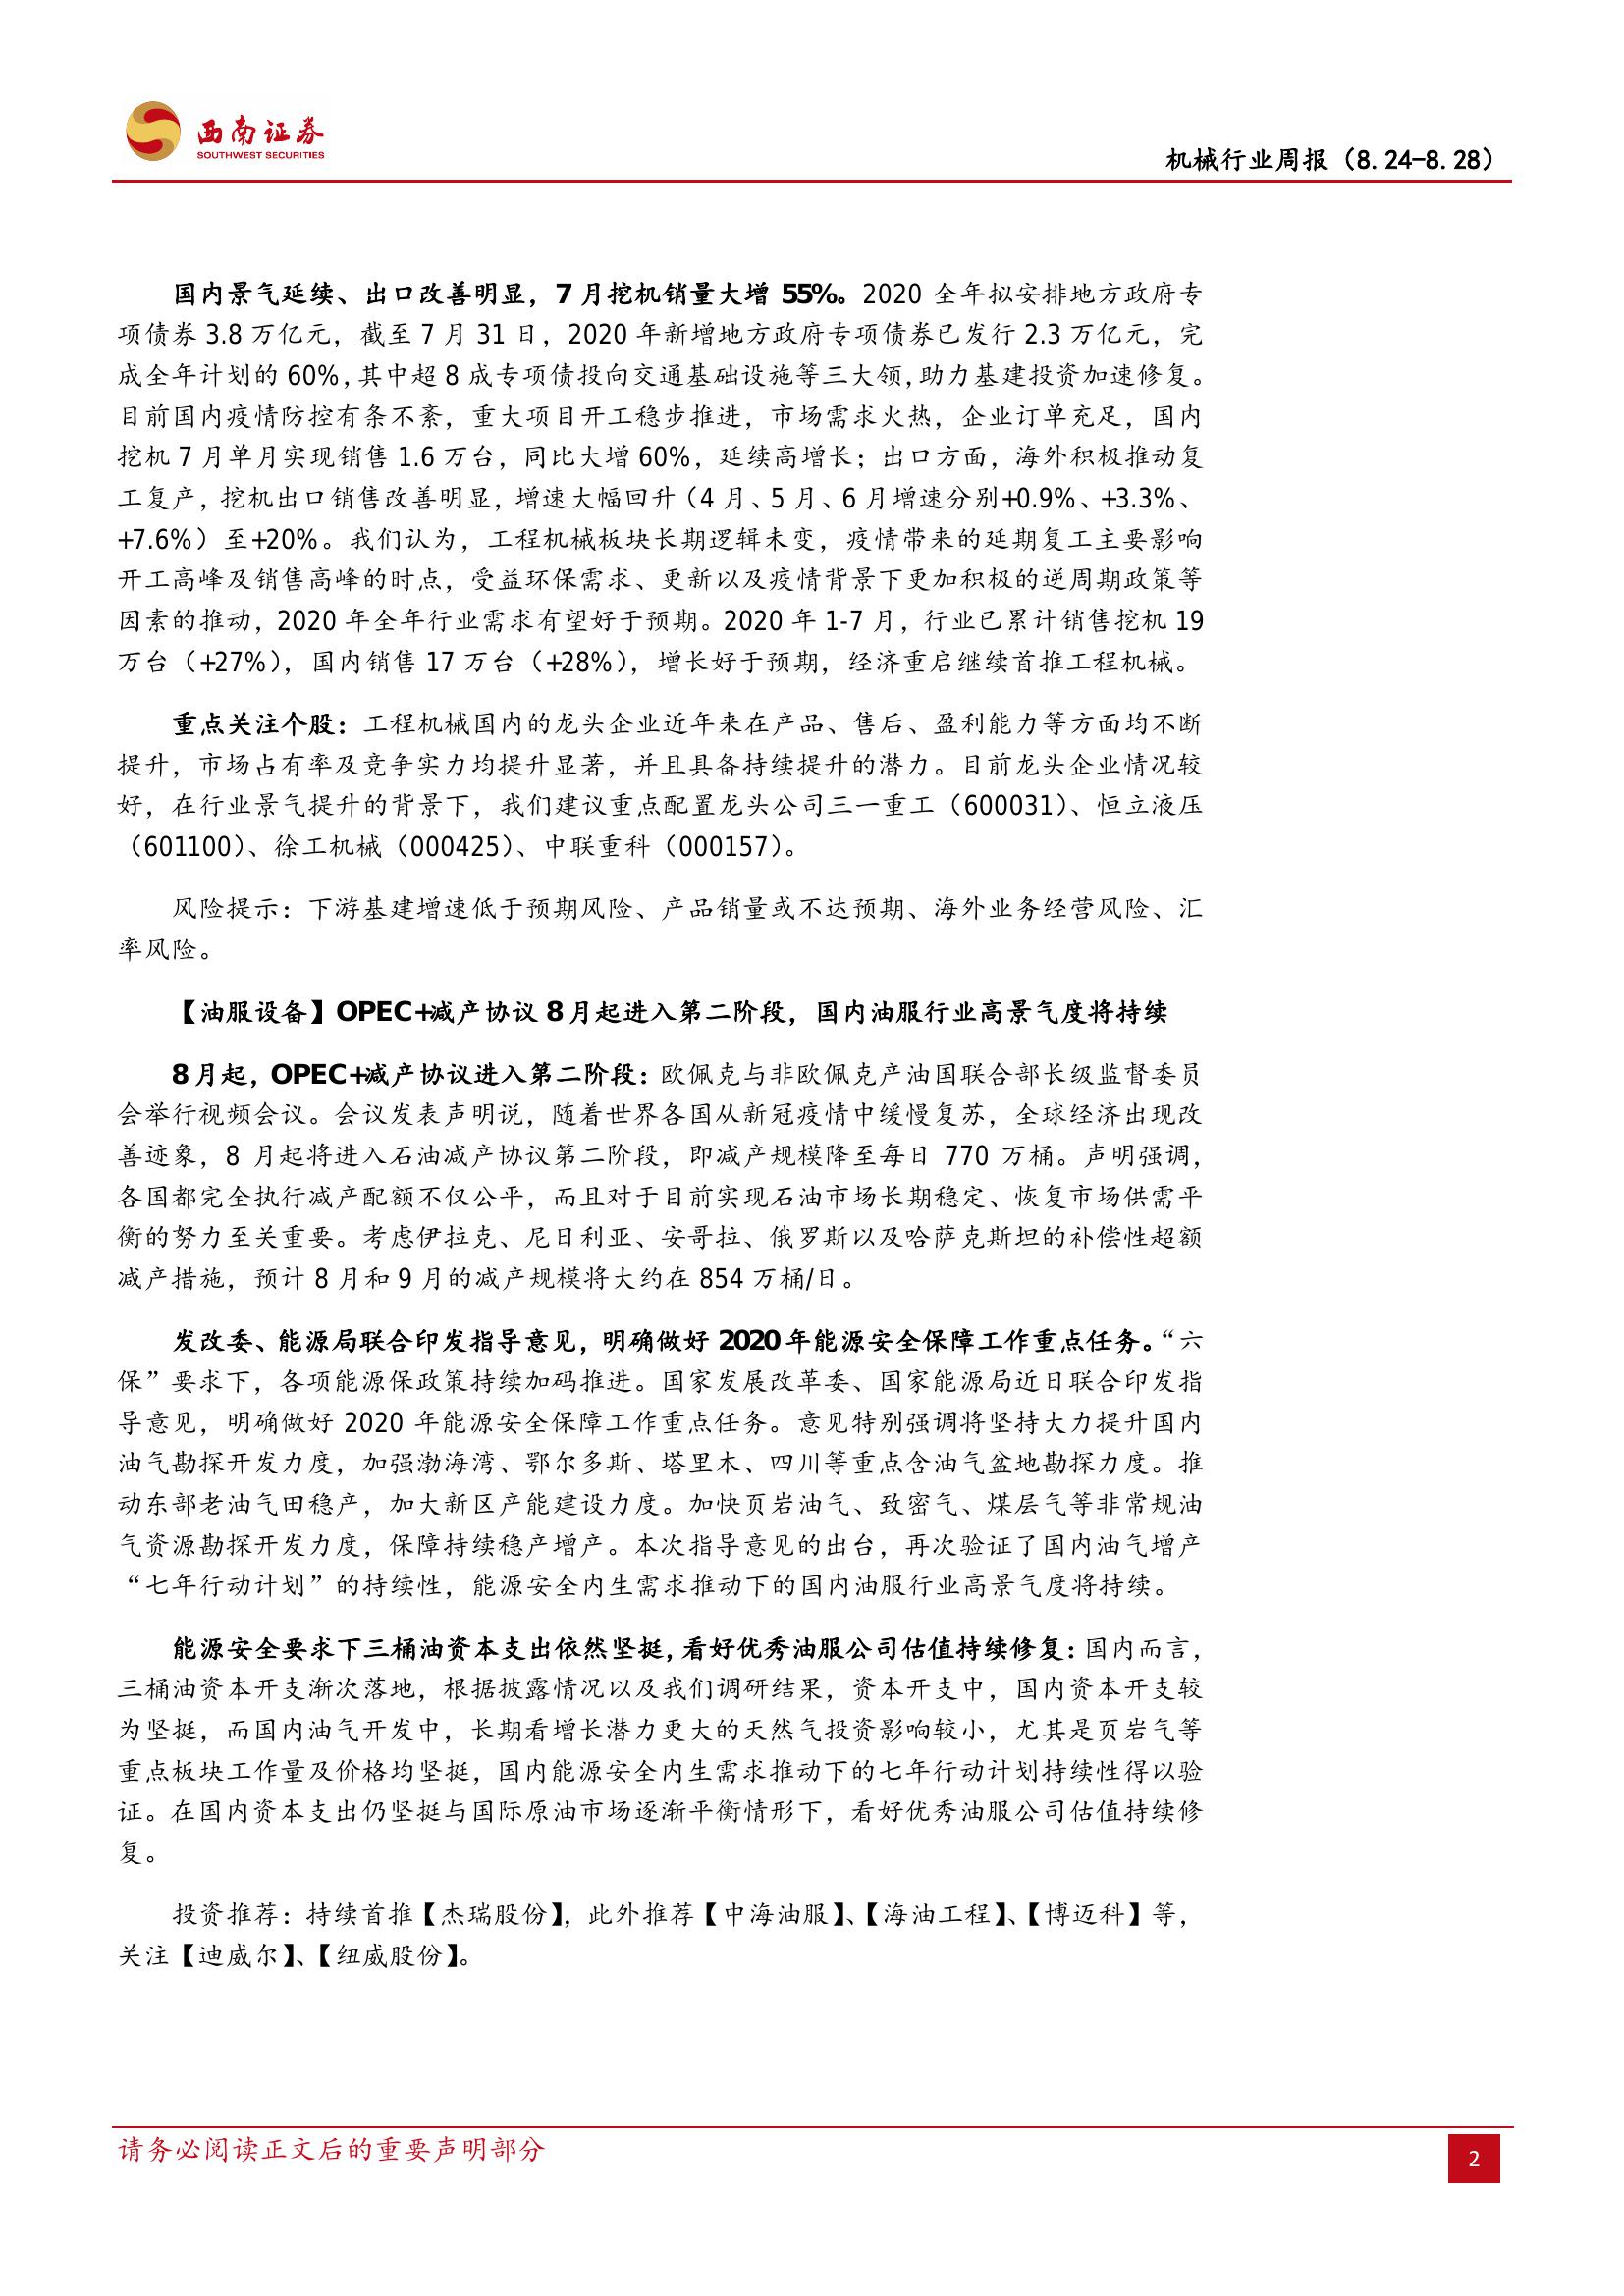 西南证券
SOUTHWEST SECURITIES
机械行业周报（8.24-8.28）
国内景气延续、出口改善明显，7 月挖机销量大增 55%。2020 全年拟安排地方政府专
项债券 3.8 万亿元，截至 7 月 31 日，2020 年新增地方政府专项债券已发行 2.3 万亿元，完
成全年计划的 60%，其中超 8 成专项债投向交通基础设施等三大领，助力基建投资加速修复。
目前国内疫情防控有条不紊，重大项目开工稳步推进，市场需求火热，企业订单充足，国内
挖机 7 月单月实现销售 1.6 万台，同比大增 60%，延续高增长；出口方面，海外积极推动复
工复产，挖机出口销售改善明显，增速大幅回升（4 月、5 月、6 月增速分别+0.9%、+3.3%、
+7.6%）至+20%。我们认为，工程机械板块长期逻辑未变，疫情带来的延期复工主要影响
开工高峰及销售高峰的时点，受益环保需求、更新以及疫情背景下更加积极的逆周期政策等
因素的推动，2020 年全年行业需求有望好于预期。2020 年 1-7 月，行业已累计销售挖机 19
万台（+27%），国内销售 17 万台（+28%），增长好于预期，经济重启继续首推工程机械。
重点关注个股：工程机械国内的龙头企业近年来在产品、售后、盈利能力等方面均不断
提升，市场占有率及竞争实力均提升显著，并且具备持续提升的潜力。目前龙头企业情况较
好，在行业景气提升的背景下，我们建议重点配置龙头公司三一重工（600031）、恒立液压
（601100）、徐工机械（000425）、中联重科（000157）。
风险提示：下游基建增速低于预期风险、产品销量或不达预期、海外业务经营风险、汇
率风险。
【油服设备】OPEC+减产协议 8 月起进入第二阶段，国内油服行业高景气度将持续
8 月起，OPEC+减产协议进入第二阶段：欧佩克与非欧佩克产油国联合部长级监督委员
会举行视频会议。会议发表声明说，随着世界各国从新冠疫情中缓慢复苏，全球经济出现改
善迹象，8 月起将进入石油减产协议第二阶段，即减产规模降至每日 770 万桶。声明强调，
各国都完全执行减产配额不仅公平，而且对于目前实现石油市场长期稳定、恢复市场供需平
衡的努力至关重要。考虑伊拉克、尼日利亚、安哥拉、俄罗斯以及哈萨克斯坦的补偿性超额
减产措施，预计 8 月和 9 月的减产规模将大约在 854 万桶/日。
发改委、能源局联合印发指导意见，明确做好 2020 年能源安全保障工作重点任务。“六
保”要求下，各项能源保政策持续加码推进。国家发展改革委、国家能源局近日联合印发指
导意见，明确做好 2020 年能源安全保障工作重点任务。意见特别强调将坚持大力提升国内
油气勘探开发力度，加强渤海湾、鄂尔多斯、塔里木、四川等重点含油气盆地勘探力度。推
动东部老油气田稳产，加大新区产能建设力度。加快页岩油气、致密气、煤层气等非常规油
气资源勘探开发力度，保障持续稳产增产。本次指导意见的出台，再次验证了国内油气增产
“七年行动计划”的持续性，能源安全内生需求推动下的国内油服行业高景气度将持续。
能源安全要求下三桶油资本支出依然坚挺，看好优秀油服公司估值持续修复：国内而言，
三桶油资本开支渐次落地，根据披露情况以及我们调研结果，资本开支中，国内资本开支较
为坚挺，而国内油气开发中，长期看增长潜力更大的天然气投资影响较小，尤其是页岩气等
重点板块工作量及价格均坚挺，国内能源安全内生需求推动下的七年行动计划持续性得以验
证。在国内资本支出仍坚挺与国际原油市场逐渐平衡情形下，看好优秀油服公司估值持续修
复。
投资推荐：持续首推【杰瑞股份】，此外推荐【中海油服】、【海油工程】、【博迈科】等，
关注【迪威尔】、【纽威股份】。
请务必阅读正文后的重要声明部分
2